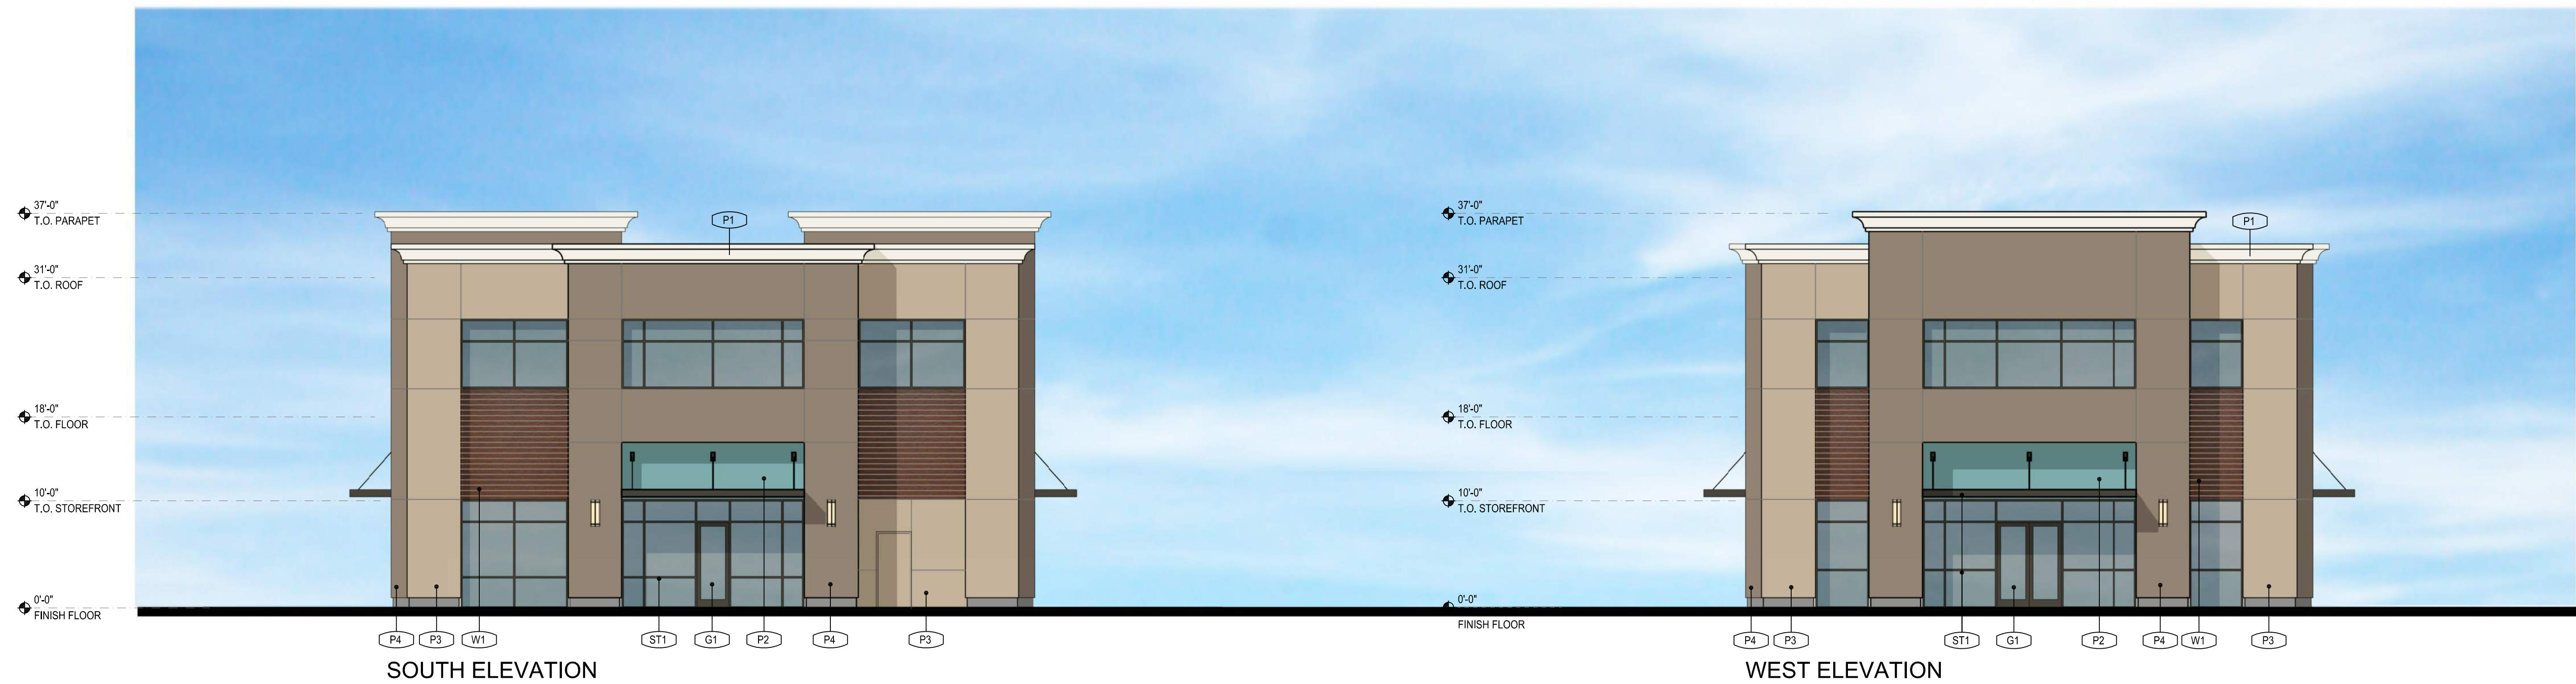 37'-0"
T.O. PARAPET
P1
31'-0"
T.O. ROOF
18'-0"
T.O. FLOOR
10'-0"
T.O. STOREFRONT
0'-0"
FINISH FLOOR
P4 P3 W1 ST1 G1 P2 P4 P3
SOUTH ELEVATION
37'-0"
T.O. PARAPET
P1
31'-0"
T.O. ROOF
18'-0"
T.O. FLOOR
10'-0"
T.O. STOREFRONT
0'-0"
FINISH FLOOR
P4 P3 ST1 G1 P2 P4 W1 P3
WEST ELEVATION